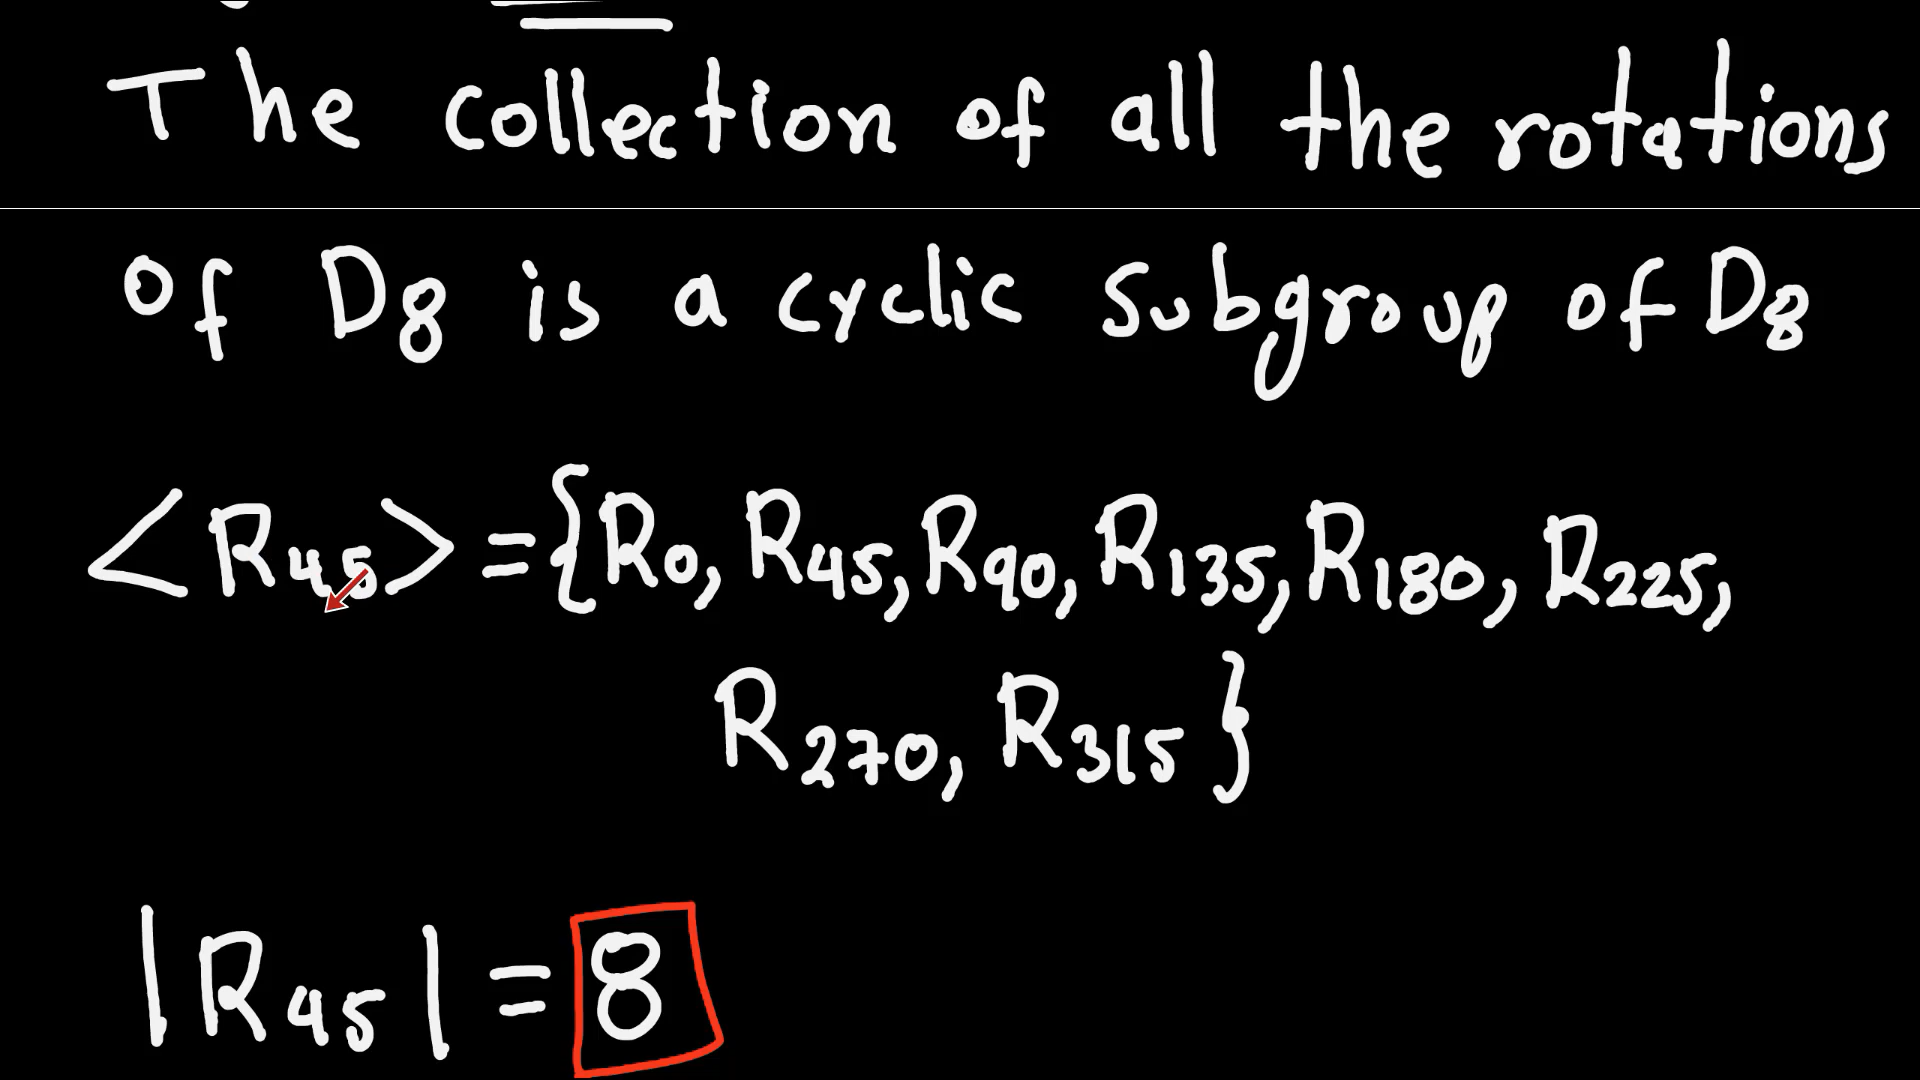 The collection of all the rotations
of D8 is a cyclic subgroup of D8
<R45> = {R0, R45, R90, R135, R180, R225,
R270, R315}
|R45| = 8